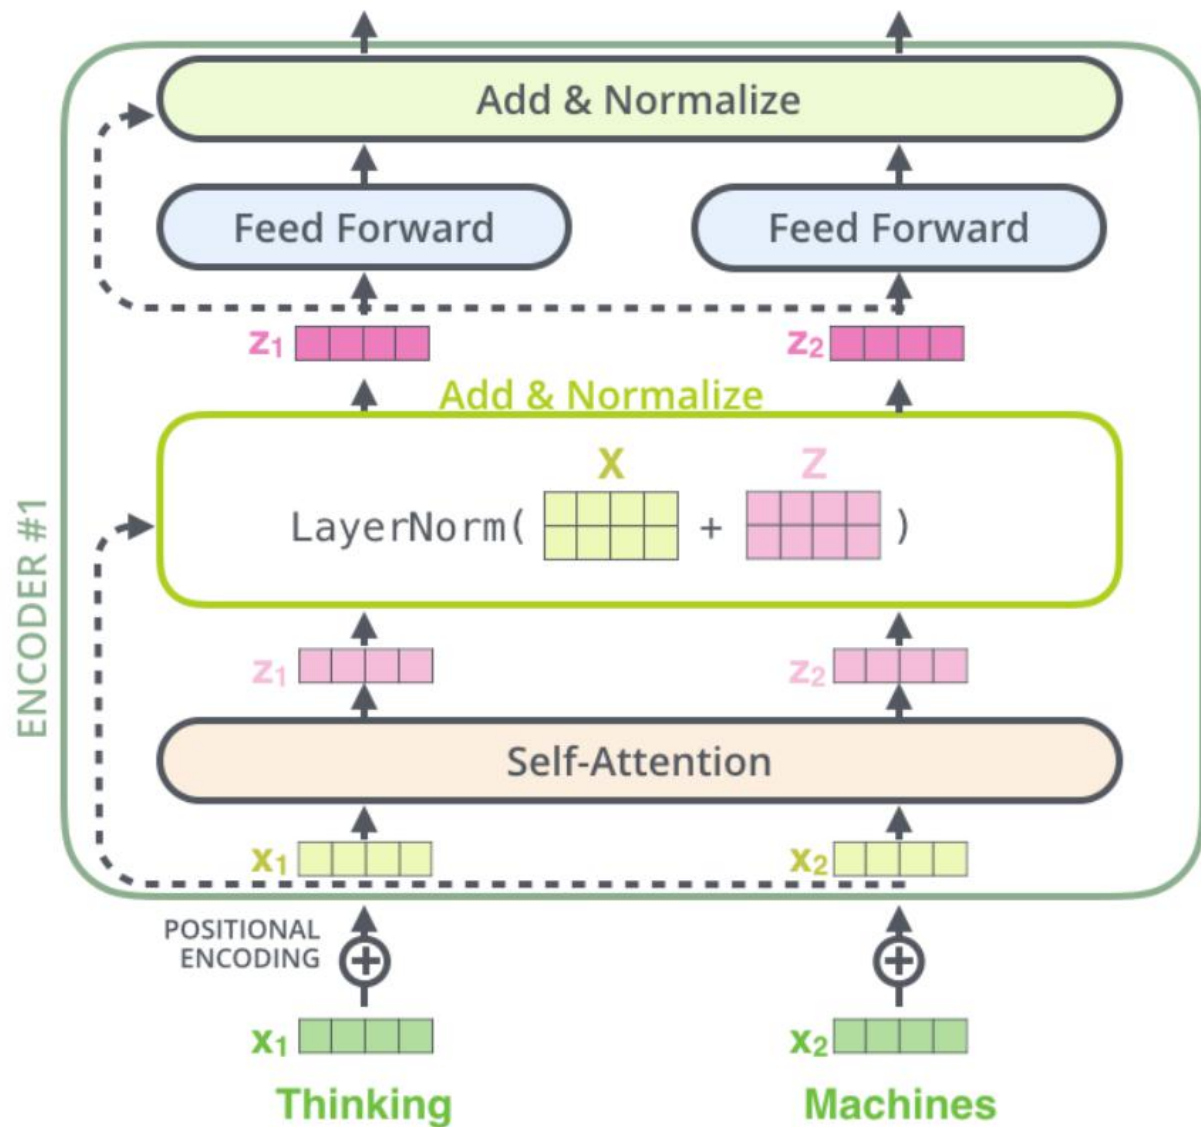 Add & Normalize
Feed Forward
Feed Forward
z1
z2
Add & Normalize
X
Z
LayerNorm(
+
)
ENCODER #1
z1
z2
Self-Attention
x1
x2
POSITIONAL
ENCODING
x1
x2
Thinking
Machines